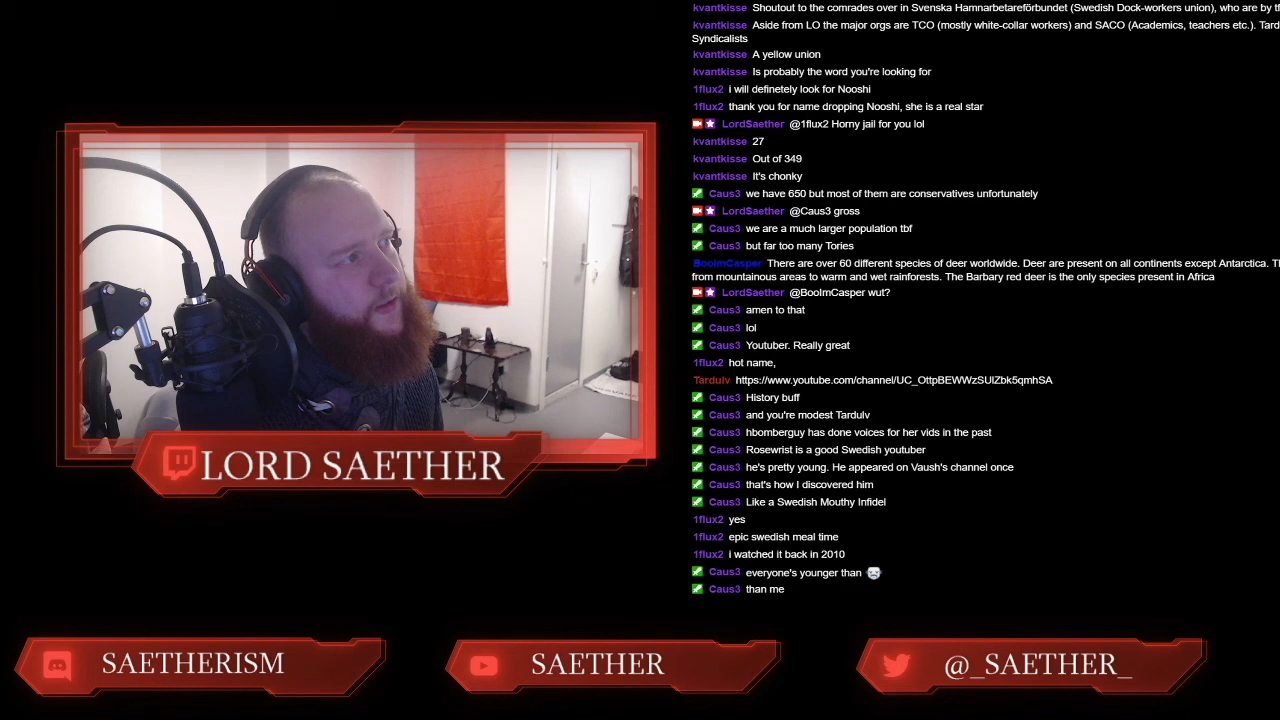 kvantkisse Shoutout to the comrades over in Svenska Hamnarbetareförbundet (Swedish Dock-workers union), who are by
kvantkisse Aside from LO the major orgs are TCO (mostly white-collar workers) and SACO (Academics, teachers etc.). Tard
Syndicalists
kvantkisse A yellow union
kvantkisse Is probably the word you're looking for
1flux2 i will definetely look for Nooshi
1flux2 thank you for name dropping Nooshi, she is a real star
LordSaether @1flux2 Horny jail for you lol
kvantkisse 27
kvantkisse Out of 349
kvantkisse It's chonky
Caus3 we have 650 but most of them are conservatives unfortunately
LordSaether @Caus3 gross
Caus3 we are a much larger population tbf
Caus3 but far too many Tories
BooImCasper There are over 60 different species of deer worldwide. Deer are present on all continents except Antarctica.
from mountainous areas to warm and wet rainforests. The Barbary red deer is the only species present in Africa
LordSaether @BooImCasper wut?
Caus3 amen to that
Caus3 lol
Caus3 Youtuber. Really great
1flux2 hot name,
Tardulv https://www.youtube.com/channel/UC_OttpBEWWzSUlZbk5qmhSA
Caus3 History buff
Caus3 and you're modest Tardulv
Caus3 hbomberguy has done voices for her vids in the past
Caus3 Rosewrist is a good Swedish youtuber
Caus3 he's pretty young. He appeared on Vaush's channel once
Caus3 that's how I discovered him
Caus3 Like a Swedish Mouthy Infidel
1flux2 yes
1flux2 epic swedish meal time
1flux2 i watched it back in 2010
Caus3 everyone's younger than
Caus3 than me
LORD SAETHER
SAETHERISM
SAETHER
@_SAETHER_